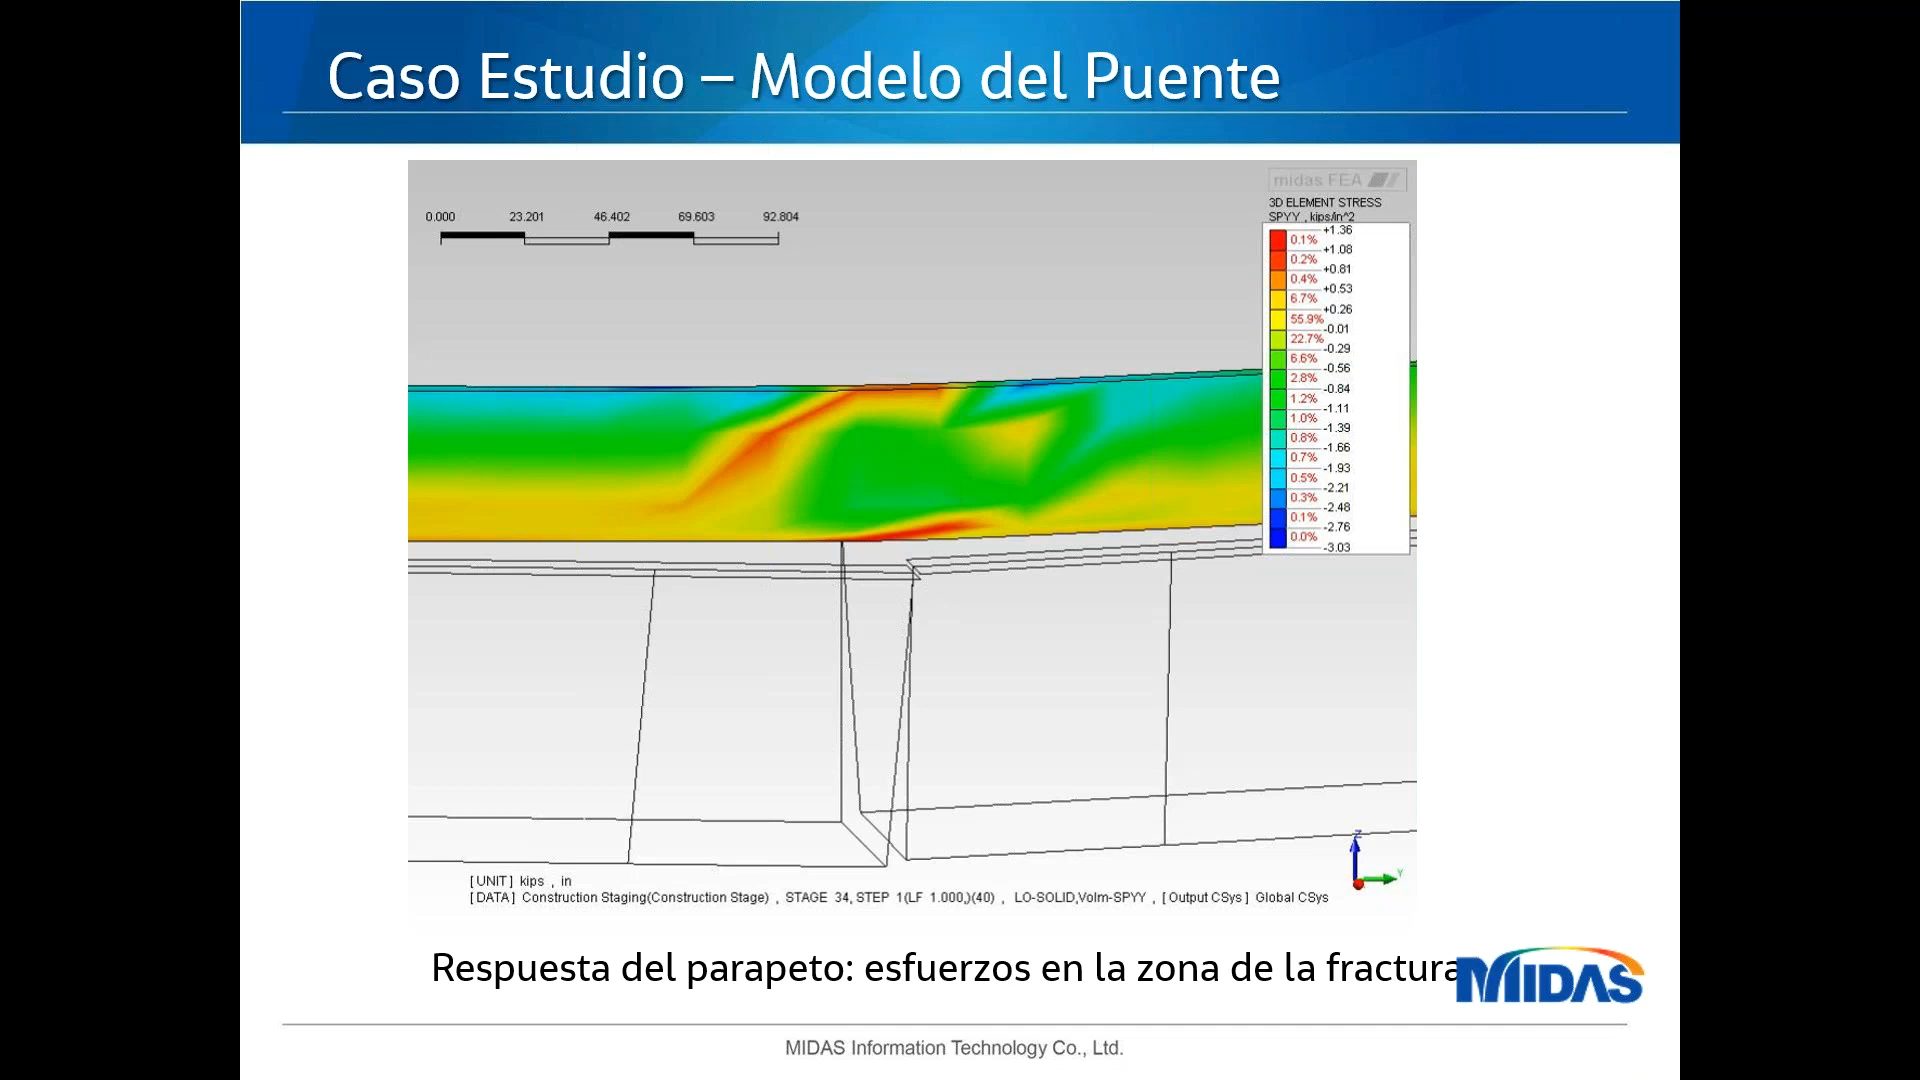 Caso Estudio – Modelo del Puente
midas FEA
3D ELEMENT STRESS
SPYY , kips/in^2
0.000 23.201 46.402 69.603 92.804
+1.36
0.1%
+1.08
0.2%
+0.81
0.4%
+0.53
6.7%
+0.26
55.9%
-0.01
22.7%
-0.29
6.6%
-0.56
2.8%
-0.84
1.2%
-1.11
1.0%
-1.39
0.8%
-1.66
0.7%
-1.93
0.5%
-2.21
0.3%
-2.48
0.1%
-2.76
0.0%
-3.03
Z
Y
[UNIT] kips , in
[DATA] Construction Staging(Construction Stage) , STAGE 34, STEP 1(LF 1.000,)(40) , LO-SOLID,Volm-SPYY , [Output CSys] Global CSys
Respuesta del parapeto: esfuerzos en la zona de la fractura
MIDAS
MIDAS Information Technology Co., Ltd.